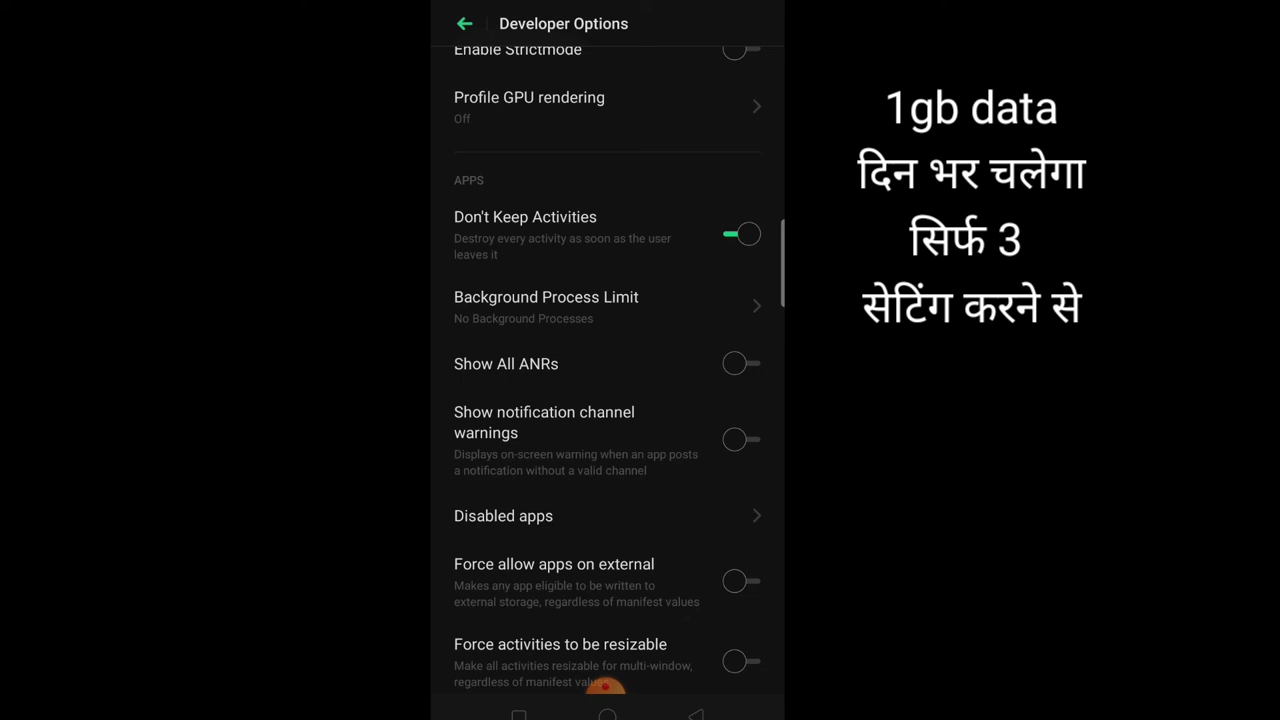 Developer Options
Enable Strictmode
Profile GPU rendering
Off
APPS
Don't Keep Activities
Destroy every activity as soon as the user
leaves it
Background Process Limit
No Background Processes
Show All ANRs
Show notification channel
warnings
Displays on-screen warning when an app posts
a notification without a valid channel
Disabled apps
Force allow apps on external
Makes any app eligible to be written to
external storage, regardless of manifest values
Force activities to be resizable
Make all activities resizable for multi-window,
regardless of manifest values
1gb data
दिन भर चलेगा
सिर्फ 3
सेटिंग करने से